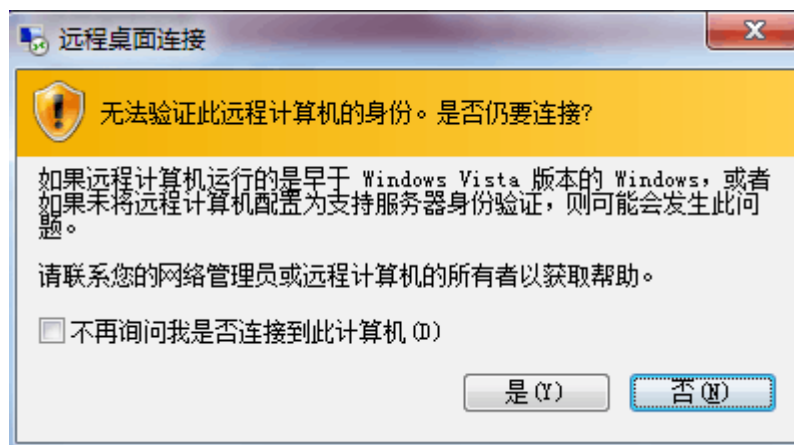 远程桌面连接
无法验证此远程计算机的身份。是否仍要连接?
如果远程计算机运行的是早于 Windows Vista 版本的 Windows，或者
如果未将远程计算机配置为支持服务器身份验证，则可能会发生此问
题。
请联系您的网络管理员或远程计算机的所有者以获取帮助。
不再询问我是否连接到此计算机(D)
是(Y) 否(N)